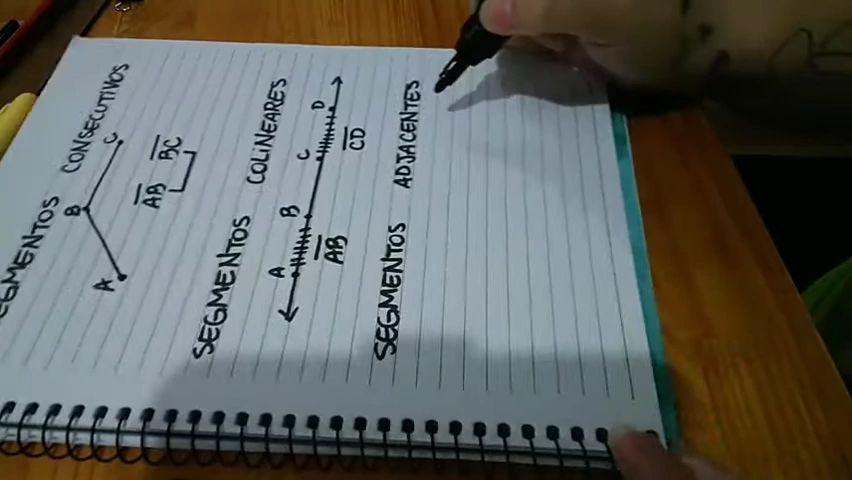 SEGMENTOS CONSECUTIVOS
A B C
AB BC
SEGMENTOS COLINEARES
A B C D
AB CD
SEGMENTOS ADJACENTES